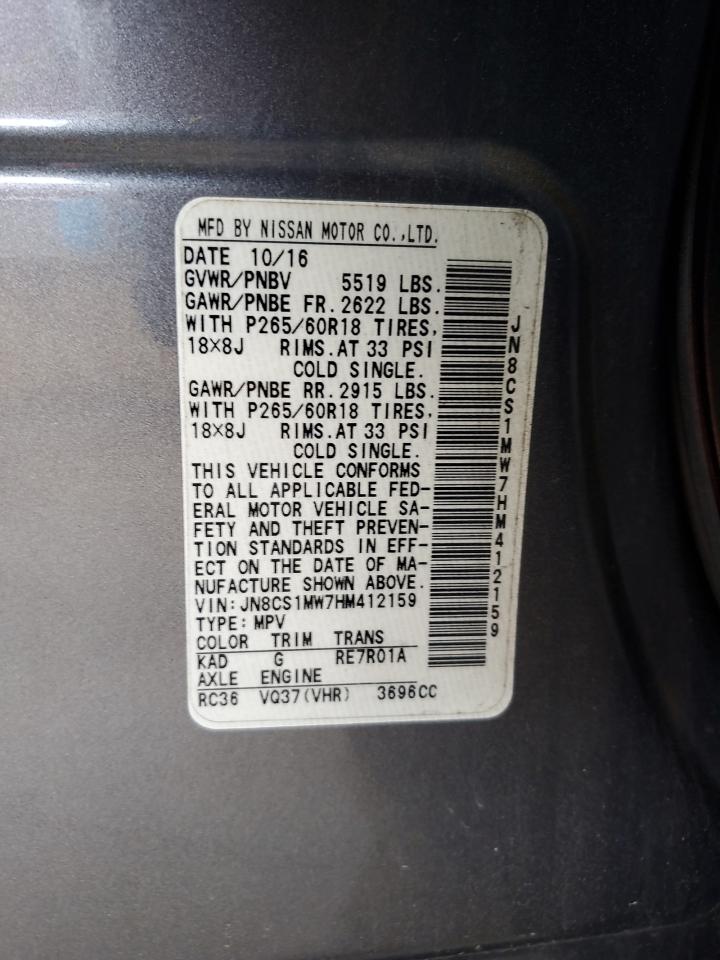 MFD BY NISSAN MOTOR CO.,LTD.
DATE 10/16
GVWR/PNBV 5519 LBS.
GAWR/PNBE FR. 2622 LBS.
WITH P265/60R18 TIRES,
18×8J RIMS. AT 33 PSI
COLD SINGLE.
GAWR/PNBE RR. 2915 LBS.
WITH P265/60R18 TIRES,
18×8J RIMS. AT 33 PSI
COLD SINGLE.
THIS VEHICLE CONFORMS
TO ALL APPLICABLE FED-
ERAL MOTOR VEHICLE SA-
FETY AND THEFT PREVEN-
TION STANDARDS IN EFF-
ECT ON THE DATE OF MA-
NUFACTURE SHOWN ABOVE.
VIN:JN8CS1MW7HM412159
TYPE: MPV
COLOR TRIM TRANS
KAD G RE7R01A
AXLE ENGINE
RC36 VQ37(VHR) 3696CC
JN8CS1MW7HM412159